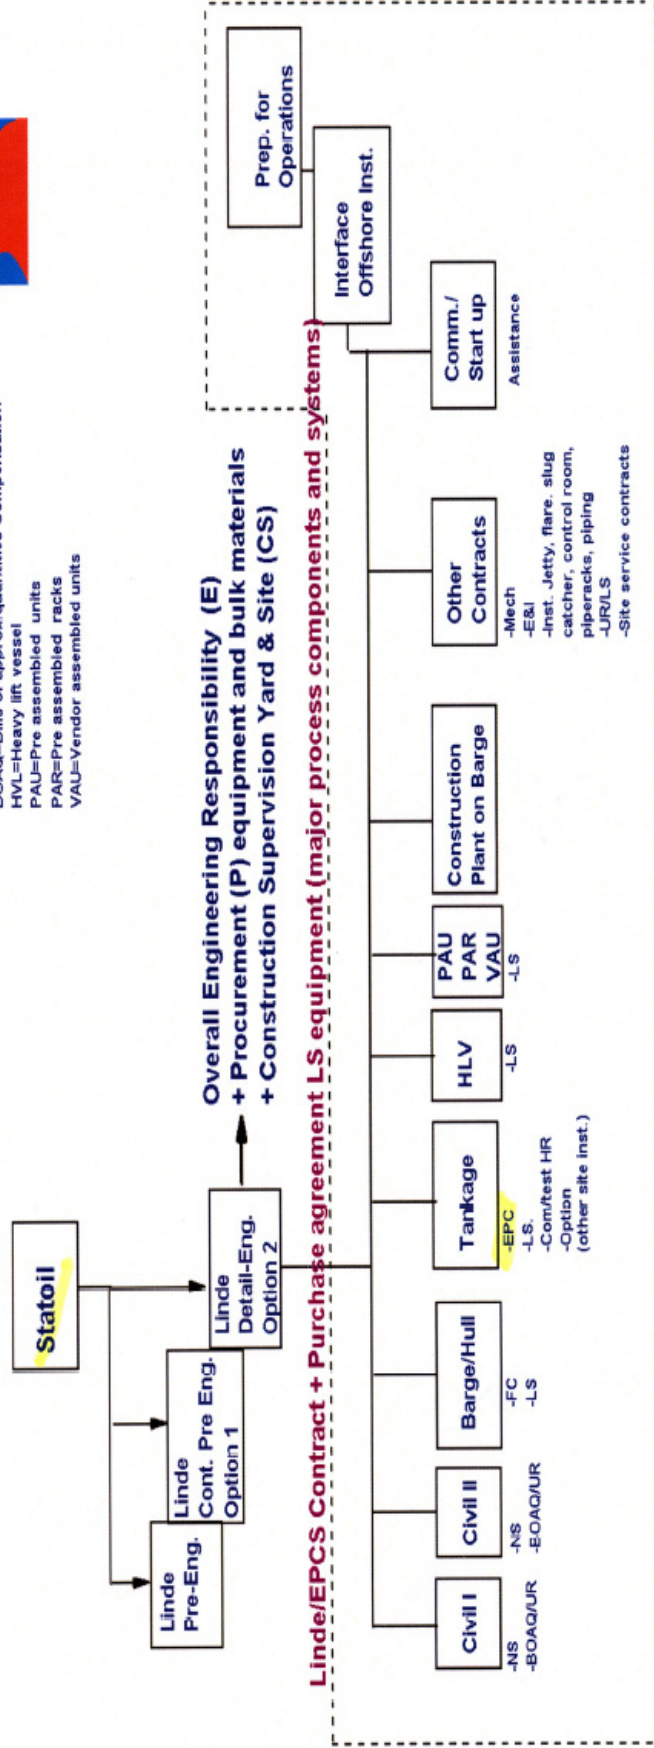 HVL=Heavy lift vessel
PAU=Pre assembled units
PAR=Pre assembled racks
VAU=Vendor assembled units
Statoil
Linde
Pre-Eng.
Linde
Cont. Pre Eng.
Option 1
Linde
Detail-Eng.
Option 2
Overall Engineering Responsibility (E)
+ Procurement (P) equipment and bulk materials
+ Construction Supervision Yard & Site (CS)
Prep. for
Operations
Interface
Offshore Inst.
Linde/EPCS Contract + Purchase agreement LS equipment (major process components and systems)
Civil I
-NS
-BOAQ/UR
Civil II
-NS
-BOAQ/UR
Barge/Hull
-FC
-LS
Tankage
-EPC
-LS.
-Com/test HR
-Option
(other site inst.)
HLV
-LS
PAU
PAR
VAU
-LS
Construction
Plant on Barge
Other
Contracts
-Mech
-E&I
-Inst. Jetty, flare. slug
catcher, control room,
piperacks, piping
-UR/LS
-Site service contracts
Comm./
Start up
Assistance